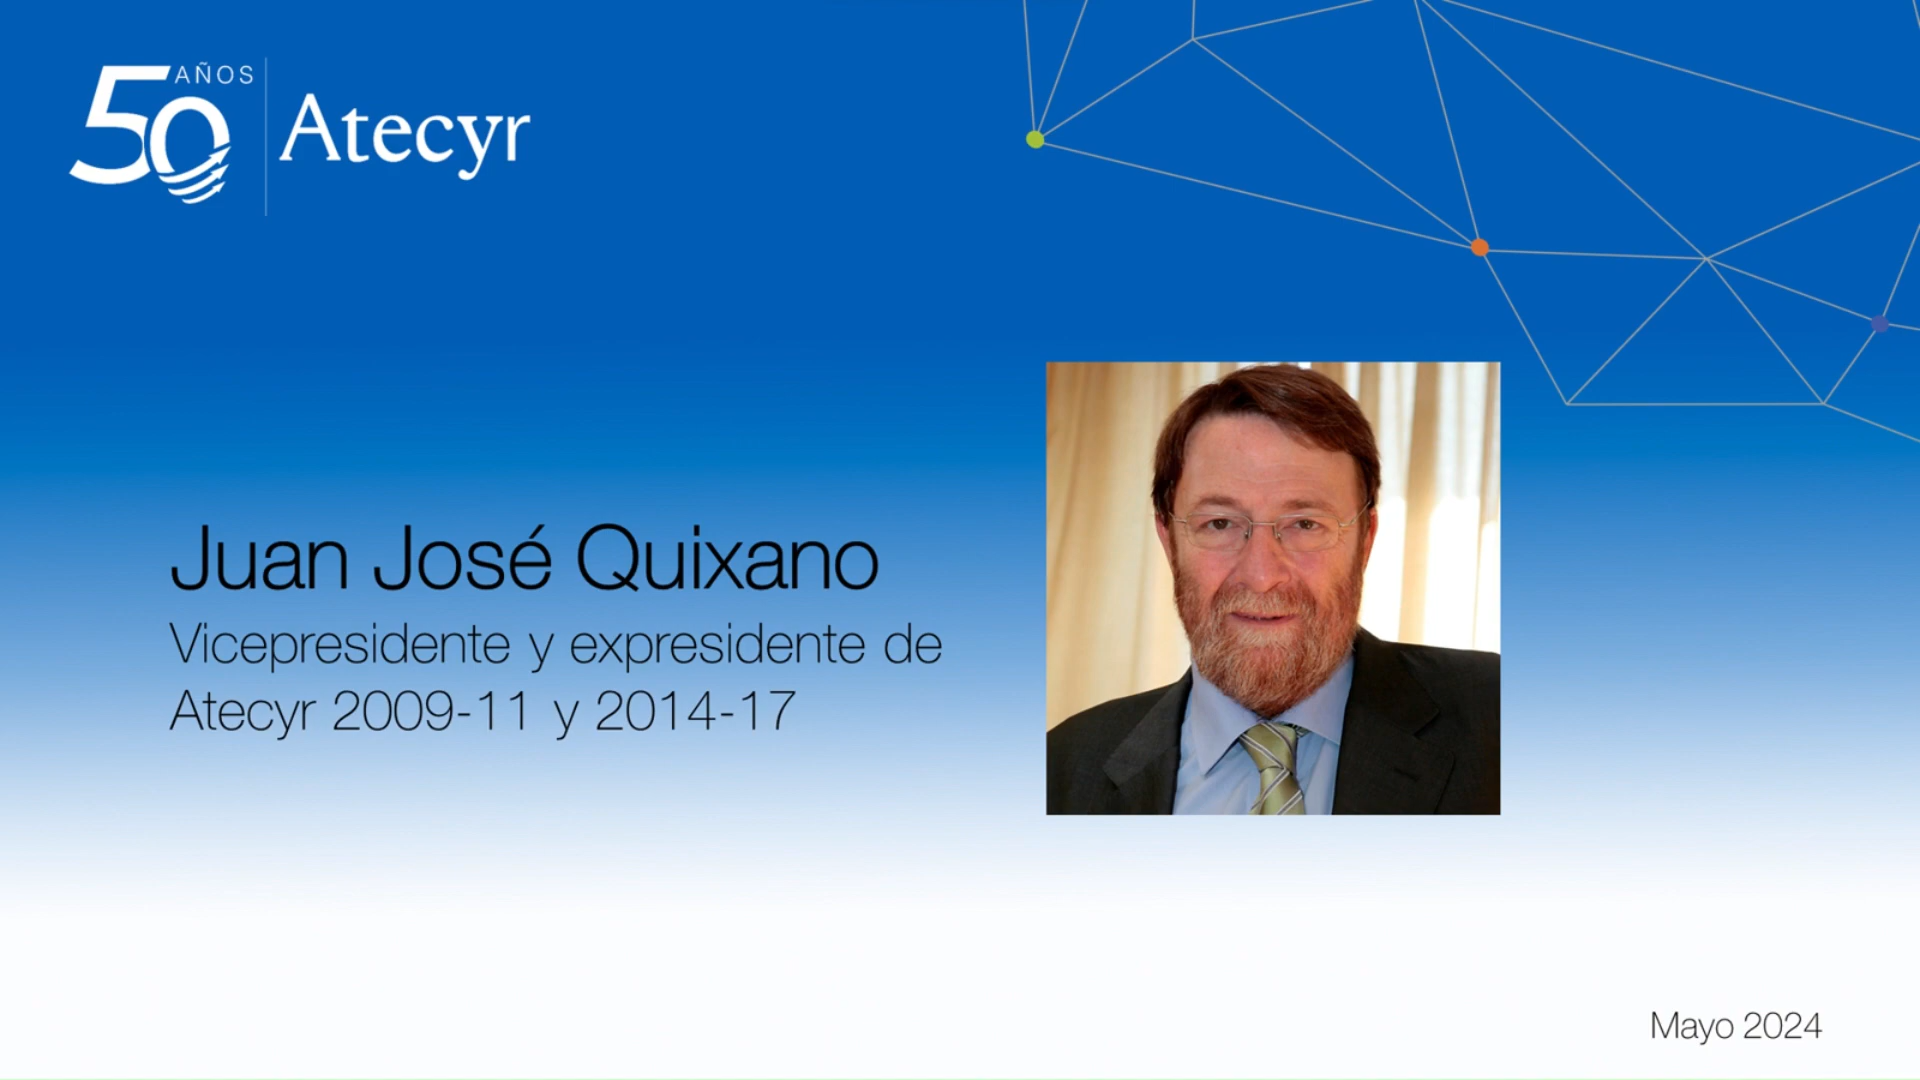 50 AÑOS
Atecyr
Juan José Quixano
Vicepresidente y expresidente de
Atecyr 2009-11 y 2014-17
Mayo 2024